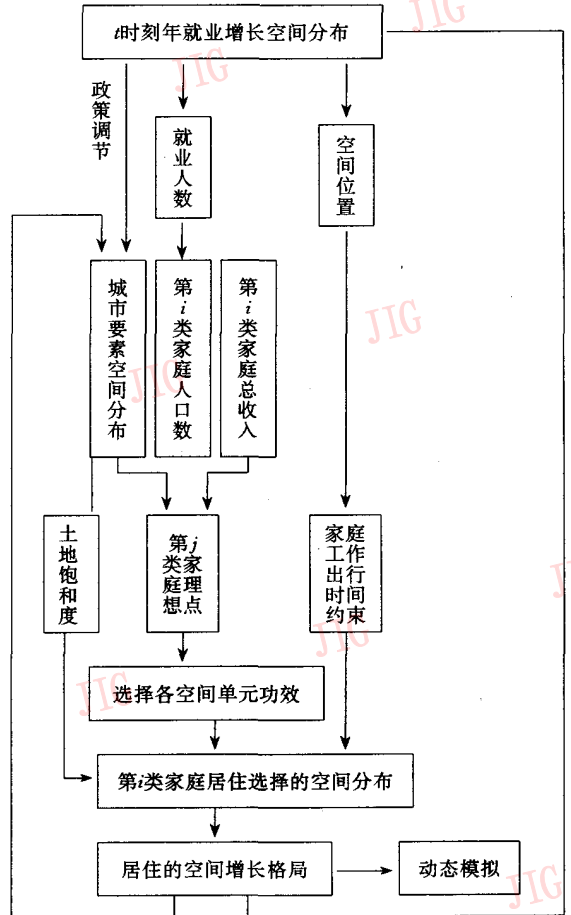 JIG
t时刻年就业增长空间分布
JIG
政策调节
就业人数
空间位置
城市要素空间分布
第i类家庭人口数
第i类家庭总收入
JIG
JIG
土地饱和度
第j
类家
庭理
想点
家庭
工作
出行
时间
约束
JIG
JIG
选择各空间单元功效
JIG
第i类家庭居住选择的空间分布
居住的空间增长格局
动态模拟
JIG